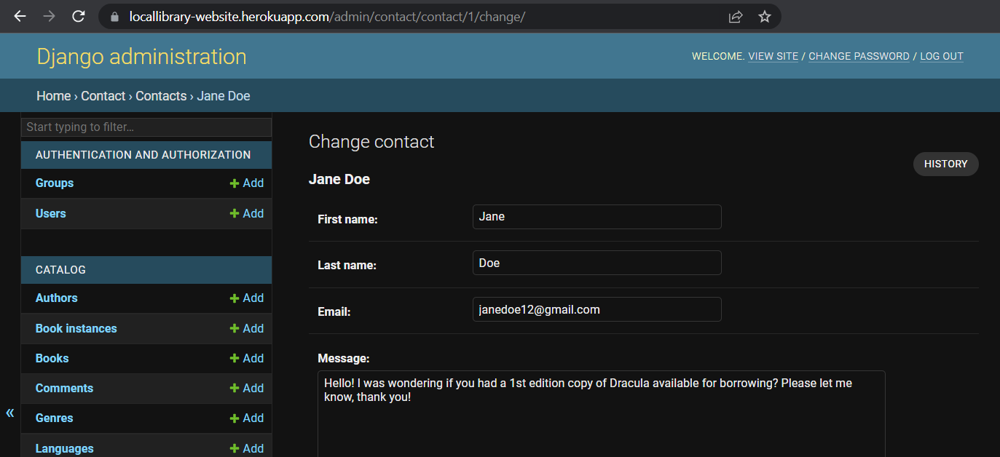 locallibrary-website.herokuapp.com/admin/contact/contact/1/change/
Django administration
WELCOME. VIEW SITE / CHANGE PASSWORD / LOG OUT
Home › Contact › Contacts › Jane Doe
Start typing to filter...
AUTHENTICATION AND AUTHORIZATION
Groups + Add
Users + Add
CATALOG
Authors + Add
Book instances + Add
Books + Add
Comments + Add
Genres + Add
Languages + Add
«
Change contact
HISTORY
Jane Doe
First name: Jane
Last name: Doe
Email: janedoe12@gmail.com
Message:
Hello! I was wondering if you had a 1st edition copy of Dracula available for borrowing? Please let me
know, thank you!